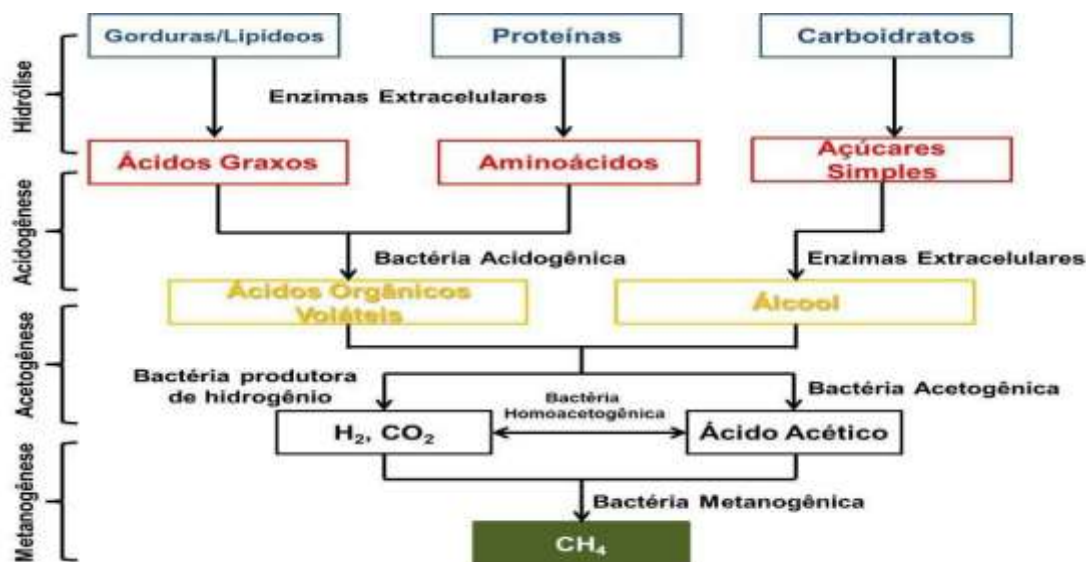 Gorduras/Lipídeos
Proteínas
Carboidratos
Hidrólise
Enzimas Extracelulares
Ácidos Graxos
Aminoácidos
Açúcares
Simples
Acidogênese
Bactéria Acidogênica
Enzimas Extracelulares
Ácidos Orgânicos
Voláteis
Álcool
Acetogênese
Bactéria produtora
de hidrogênio
Bactéria
Homoacetogênica
Bactéria Acetogênica
H₂, CO₂
Ácido Acético
Metanogênese
Bactéria Metanogênica
CH₄